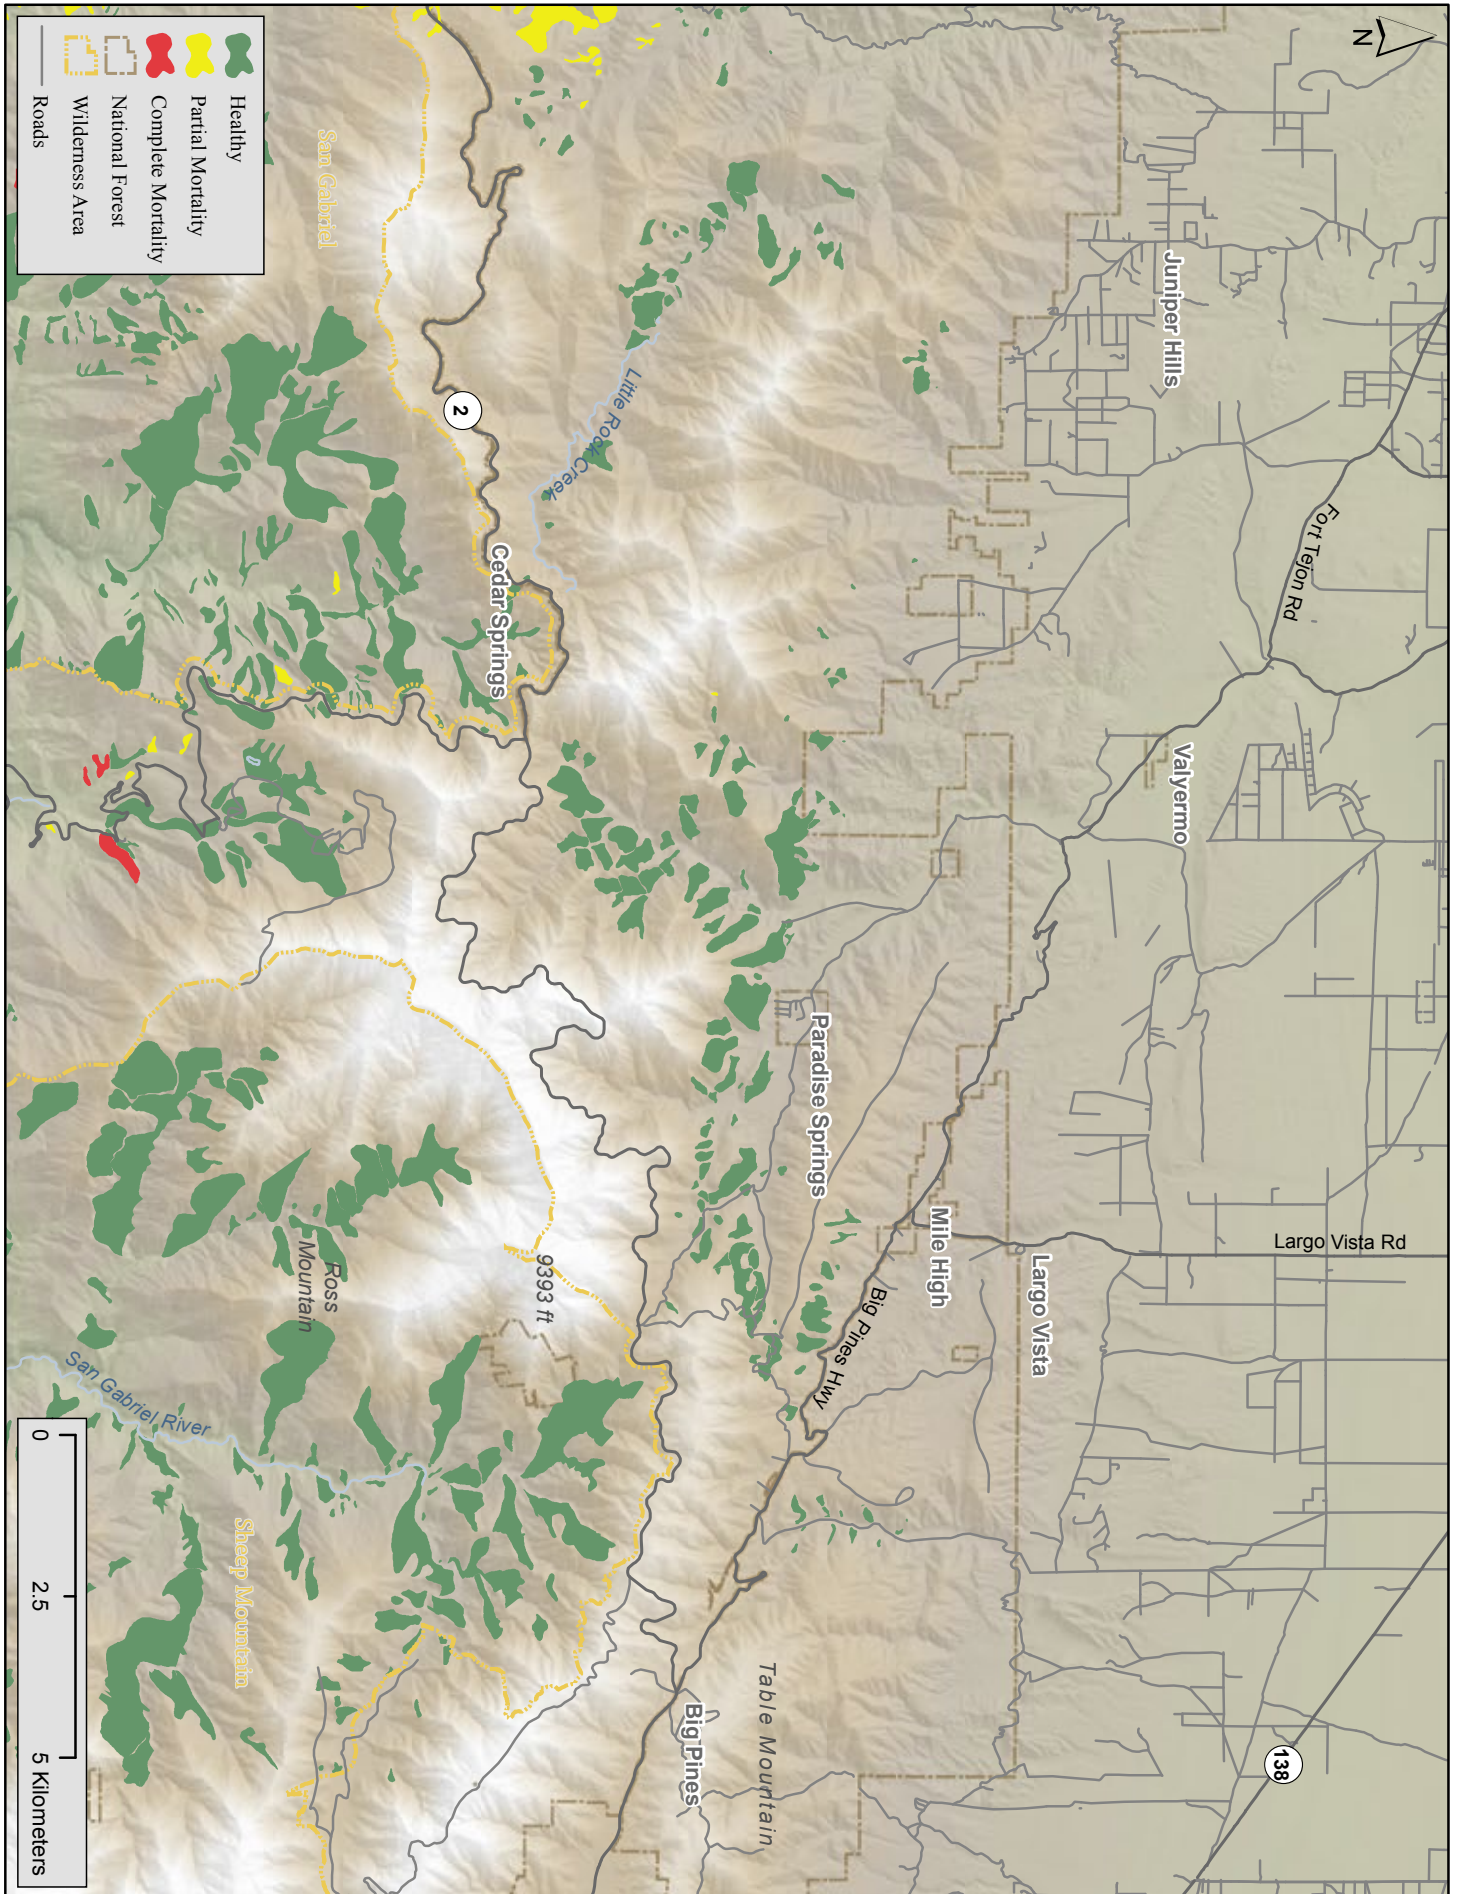 N
Juniper Hills
Fort Tejon Rd
Valyermo
Largo Vista Rd
138
Little Rock Creek
2
Cedar Springs
Paradise Springs
Mile High
Largo Vista
Big Pines Hwy
Table Mountain
Big Pines
9393 ft
Ross
Mountain
San Gabriel
San Gabriel River
Sheep Mountain
Healthy
Partial Mortality
Complete Mortality
National Forest
Wilderness Area
Roads
0 2.5 5 Kilometers